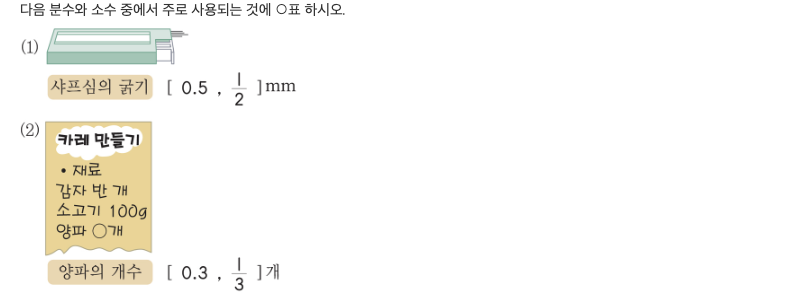 다음 분수와 소수 중에서 주로 사용되는 것에 ○표 하시오.
(1)
샤프심의 굵기 [ 0.5 , 1/2 ] mm
(2)
카레 만들기
• 재료
감자 반 개
소고기 100g
양파 ○개
양파의 개수 [ 0.3 , 1/3 ] 개